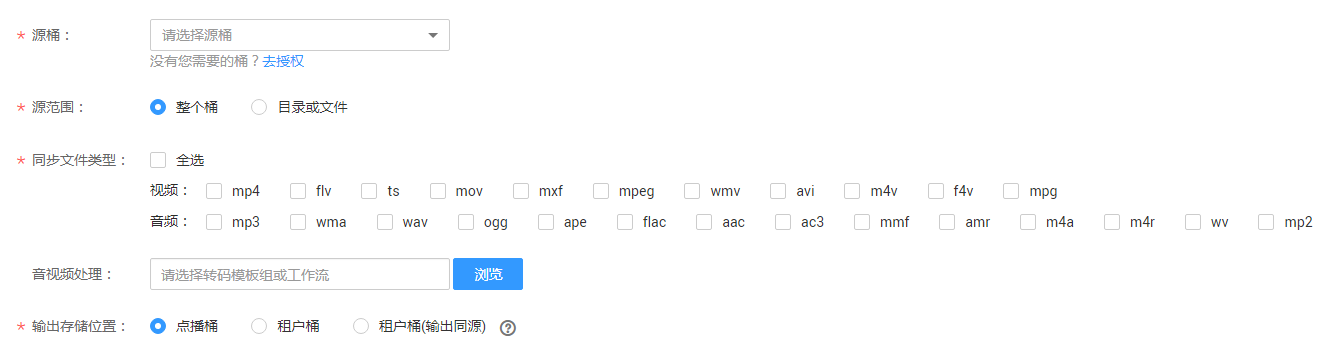 * 源桶： 请选择源桶
没有您需要的桶？去授权
* 源范围： 整个桶 目录或文件
* 同步文件类型： 全选
视频： mp4 flv ts mov mxf mpeg wmv avi m4v f4v mpg
音频： mp3 wma wav ogg ape flac aac ac3 mmf amr m4a m4r wv mp2
音视频处理： 请选择转码模板组或工作流 浏览
* 输出存储位置： 点播桶 租户桶 租户桶(输出同源) ?